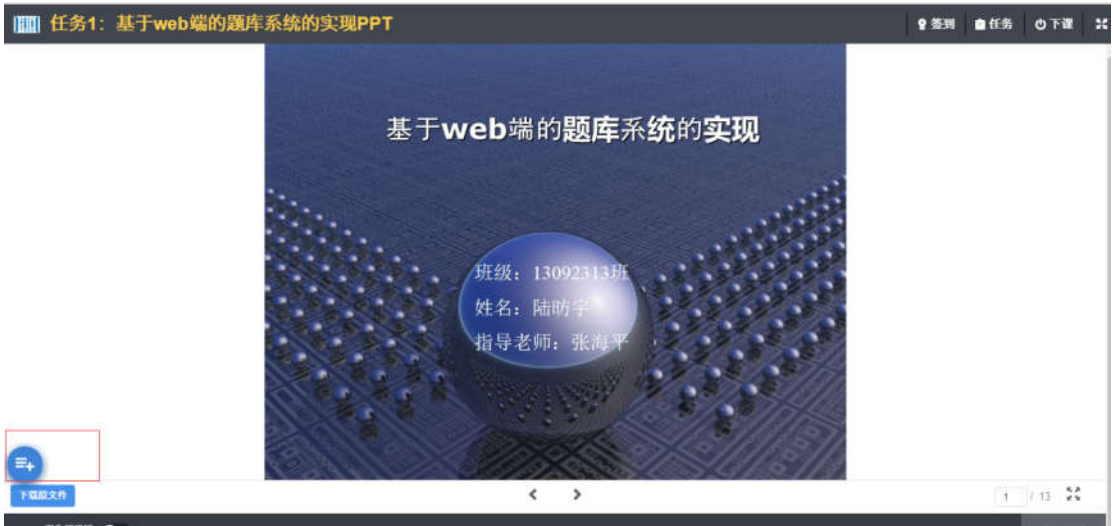 任务1：基于web端的题库系统的实现PPT
签到
任务
下课
基于web端的题库系统的实现
班级：13092313班
姓名：陆昉宇
指导老师：张海平
下载原文件
1 / 13